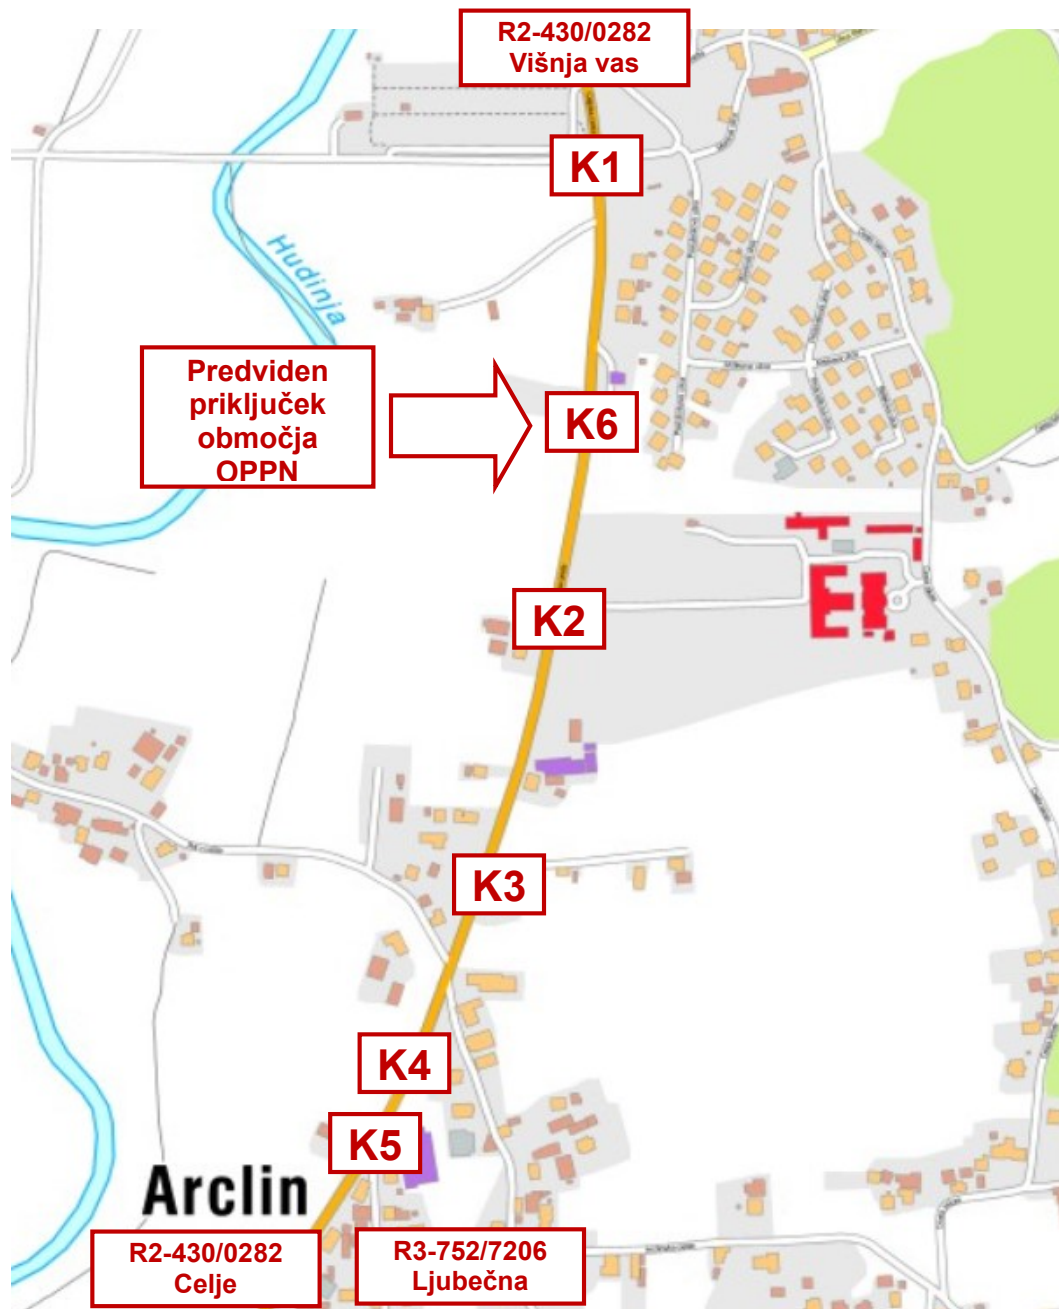 R2-430/0282
Višnja vas
K1
Hudinja
Predviden
priključek
območja
OPPN
K6
K2
K3
K4
K5
Arclin
R2-430/0282
Celje
R3-752/7206
Ljubečna